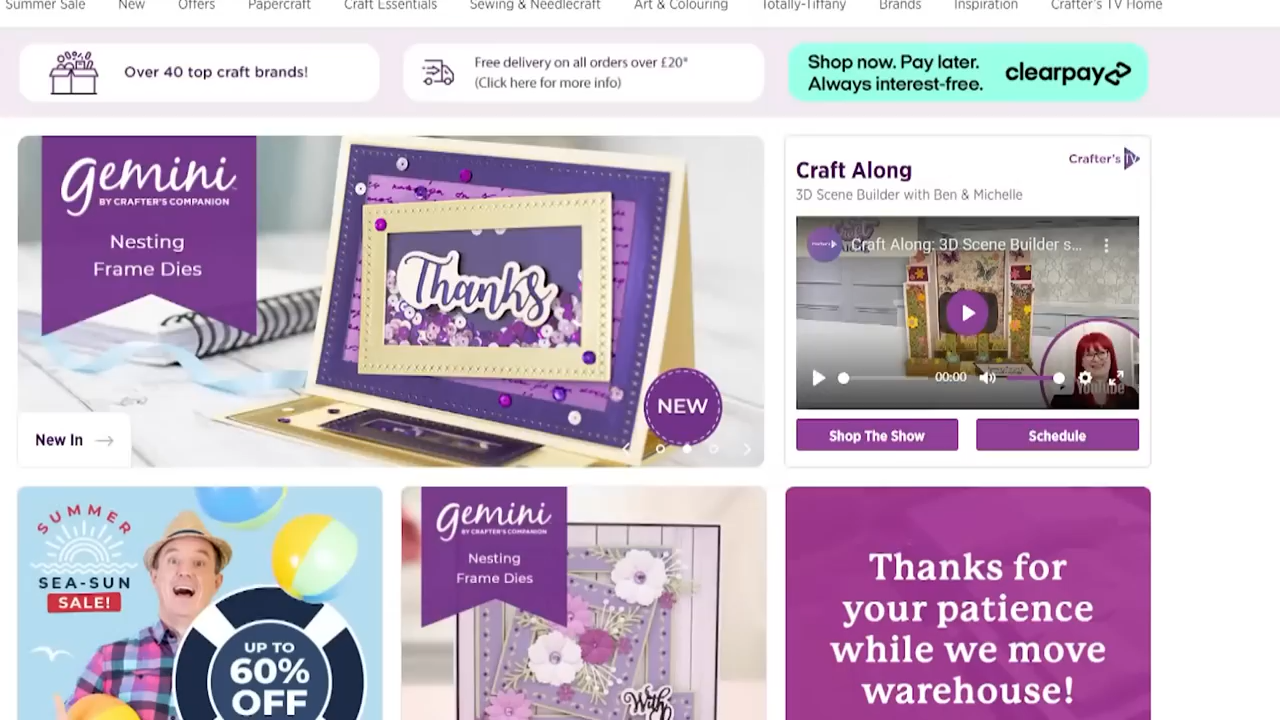 Summer Sale
New
Offers
Papercraft
Craft Essentials
Sewing & Needlecraft
Art & Colouring
Totally-Tiffany
Brands
Inspiration
Crafter's TV Home
Over 40 top craft brands!
Free delivery on all orders over £20*
(Click here for more info)
Shop now. Pay later.
Always interest-free.
clearpay
gemini
BY CRAFTER'S COMPANION
Nesting
Frame Dies
Thanks
NEW
New In
Crafter's TV
Craft Along
3D Scene Builder with Ben & Michelle
Craft Along: 3D Scene Builder s...
00:00
YouTube
Shop The Show
Schedule
SUMMER
SEA-SUN
SALE!
UP TO
60%
OFF
gemini
BY CRAFTER'S COMPANION
Nesting
Frame Dies
With
Thanks for
your patience
while we move
warehouse!